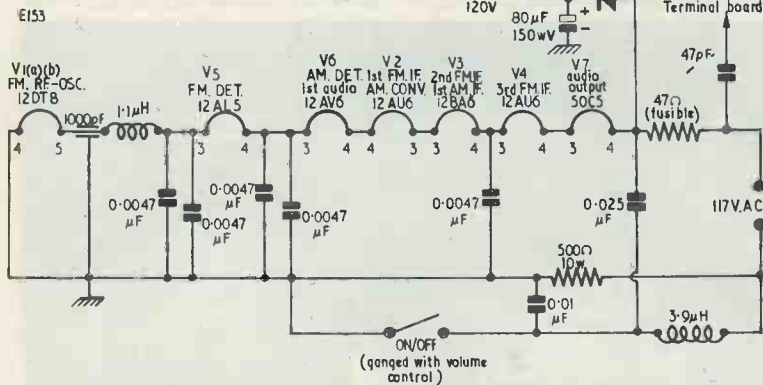 E153
120V
80μF
150wV
+
-
Terminal board
47pF
V1(a)(b)
FM. RF-OSC.
12DT8
V5
FM. DET.
12AL5
V6
AM. DET.
1st audio
12AV6
V2
1st FM.IF.
AM. CONV.
12AU6
V3
2nd FM.IF.
1st AM.IF.
12BA6
V4
3rd FM.IF.
12AU6
V7
audio
output
50C5
47Ω
(fusible)
1000pF
1·1μH
4 5 3 4 3 4 3 4 3 4 4 3 3 4
0·0047
μF
0·0047
μF
0·0047
μF
0·0047
μF
0·0047
μF
0·025
μF
117V.AC
500Ω
10w
0·01
μF
3·9μH
ON/OFF
(ganged with volume
control)